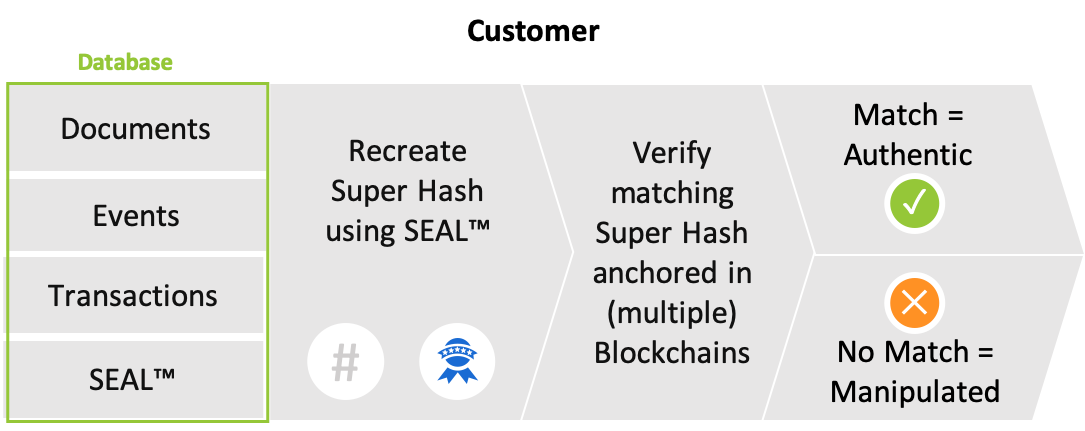 Customer
Database
Documents
Events
Transactions
SEAL™
Recreate
Super Hash
using SEAL™
#
Verify
matching
Super Hash
anchored in
(multiple)
Blockchains
Match =
Authentic
No Match =
Manipulated